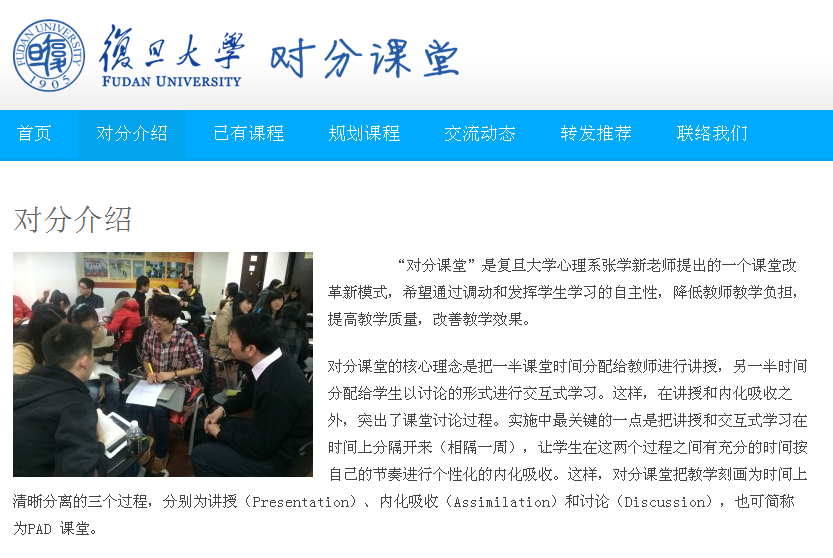 FUDAN UNIVERSITY
1905
復旦大學
FUDAN UNIVERSITY
对分课堂
首页 对分介绍 已有课程 规划课程 交流动态 转发推荐 联络我们
对分介绍
“对分课堂”是复旦大学心理系张学新老师提出的一个课堂改
革新模式，希望通过调动和发挥学生学习的自主性，降低教师教学负担，
提高教学质量，改善教学效果。
对分课堂的核心理念是把一半课堂时间分配给教师进行讲授，另一半时间
分配给学生以讨论的形式进行交互式学习。这样，在讲授和内化吸收之
外，突出了课堂讨论过程。实施中最关键的一点是把讲授和交互式学习在
时间上分隔开来（相隔一周），让学生在这两个过程之间有充分的时间按
自己的节奏进行个性化的内化吸收。这样，对分课堂把教学刻画为时间上
清晰分离的三个过程，分别为讲授（Presentation）、内化吸收（Assimilation）和讨论（Discussion），也可简称
为PAD 课堂。